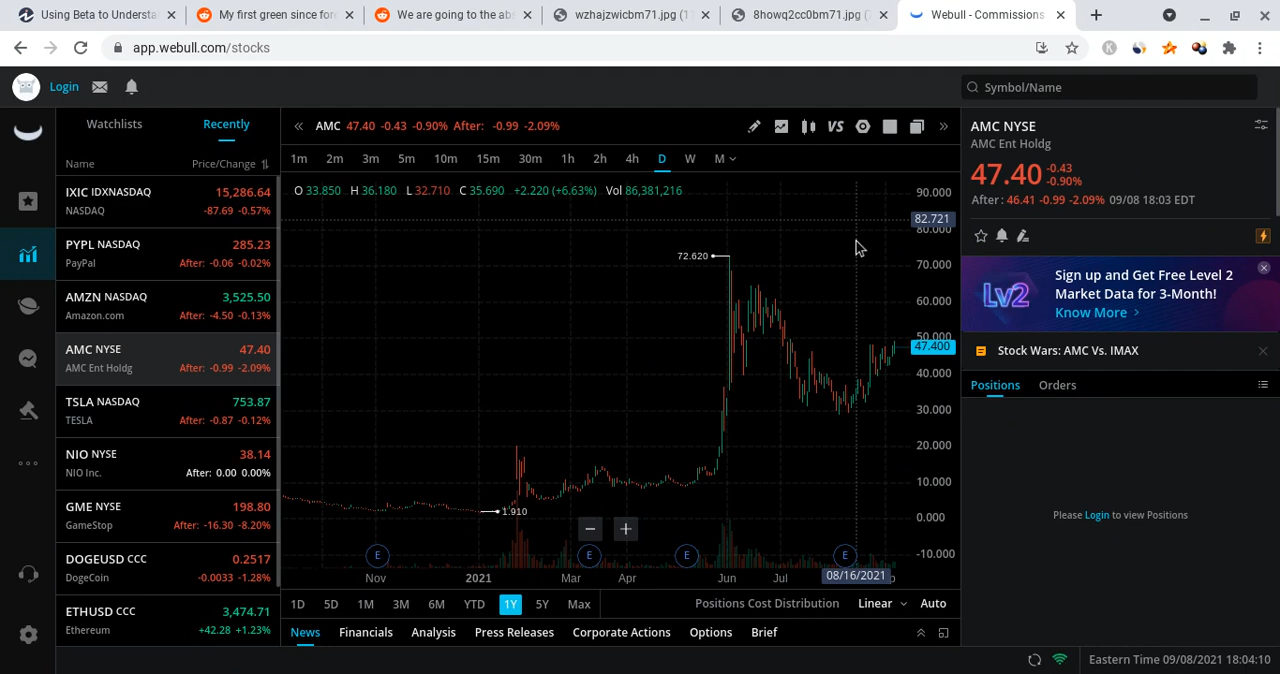 Using Beta to Understa
My first green since fore
We are going to the abs
wzhajzwicbm71.jpg (1
8howq2cc0bm71.jpg (
Webull - Commissions
app.webull.com/stocks
K
Login
Symbol/Name
Watchlists
Recently
Name Price/Change
IXIC IDXNASDAQ 15,286.64
NASDAQ -87.69 -0.57%
PYPL NASDAQ 285.23
PayPal After: -0.06 -0.02%
AMZN NASDAQ 3,525.50
Amazon.com After: -4.50 -0.13%
AMC NYSE 47.40
AMC Ent Holdg After: -0.99 -2.09%
TSLA NASDAQ 753.87
TESLA After: -0.87 -0.12%
NIO NYSE 38.14
NIO Inc. After: 0.00 0.00%
GME NYSE 198.80
GameStop After: -16.30 -8.20%
DOGEUSD CCC 0.2517
DogeCoin -0.0033 -1.28%
ETHUSD CCC 3,474.71
Ethereum +42.28 +1.23%
AMC 47.40 -0.43 -0.90% After: -0.99 -2.09%
VS
1m 2m 3m 5m 10m 15m 30m 1h 2h 4h D W M
O 33.850 H 36.180 L 32.710 C 35.690 +2.220 (+6.63%) Vol 86,381,216
90.000
82.721
80.000
72.620
70.000
60.000
50.000
47.400
40.000
30.000
20.000
10.000
1.910
0.000
-10.000
E E E E
Nov 2021 Mar Apr Jun Jul 08/16/2021
1D 5D 1M 3M 6M YTD 1Y 5Y Max Positions Cost Distribution Linear Auto
News Financials Analysis Press Releases Corporate Actions Options Brief
AMC NYSE
AMC Ent Holdg
47.40 -0.43
-0.90%
After: 46.41 -0.99 -2.09% 09/08 18:03 EDT
Lv2
Sign up and Get Free Level 2
Market Data for 3-Month!
Know More
Stock Wars: AMC Vs. IMAX
Positions Orders
Please Login to view Positions
Eastern Time 09/08/2021 18:04:10